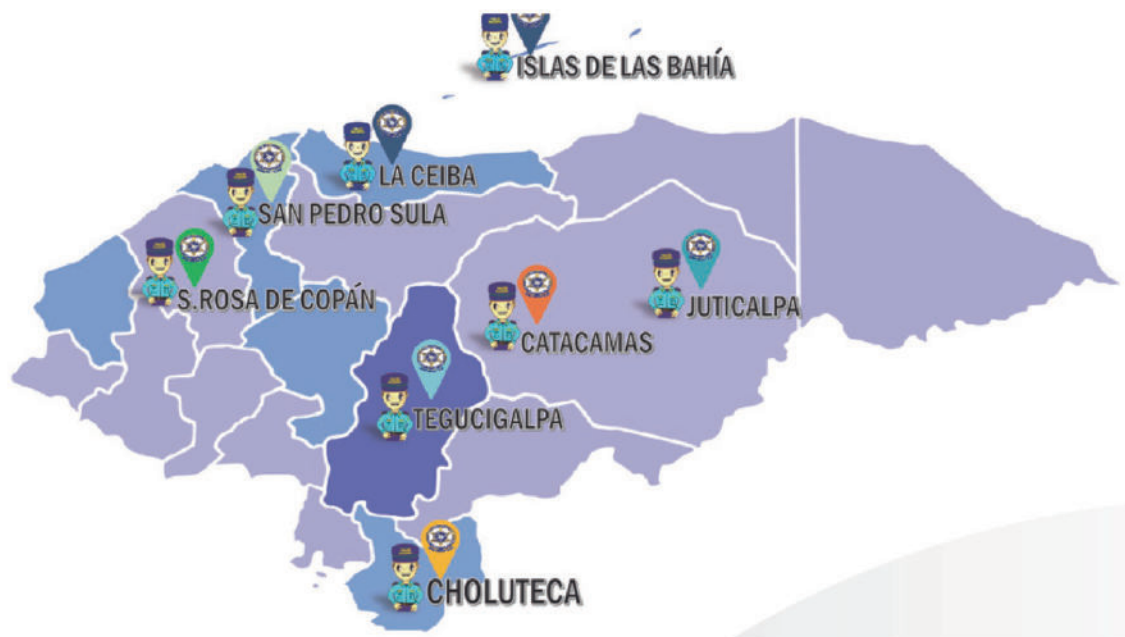 ISLAS DE LAS BAHÍA
LA CEIBA
SAN PEDRO SULA
S.ROSA DE COPÁN
JUTICALPA
CATACAMAS
TEGUCIGALPA
CHOLUTECA